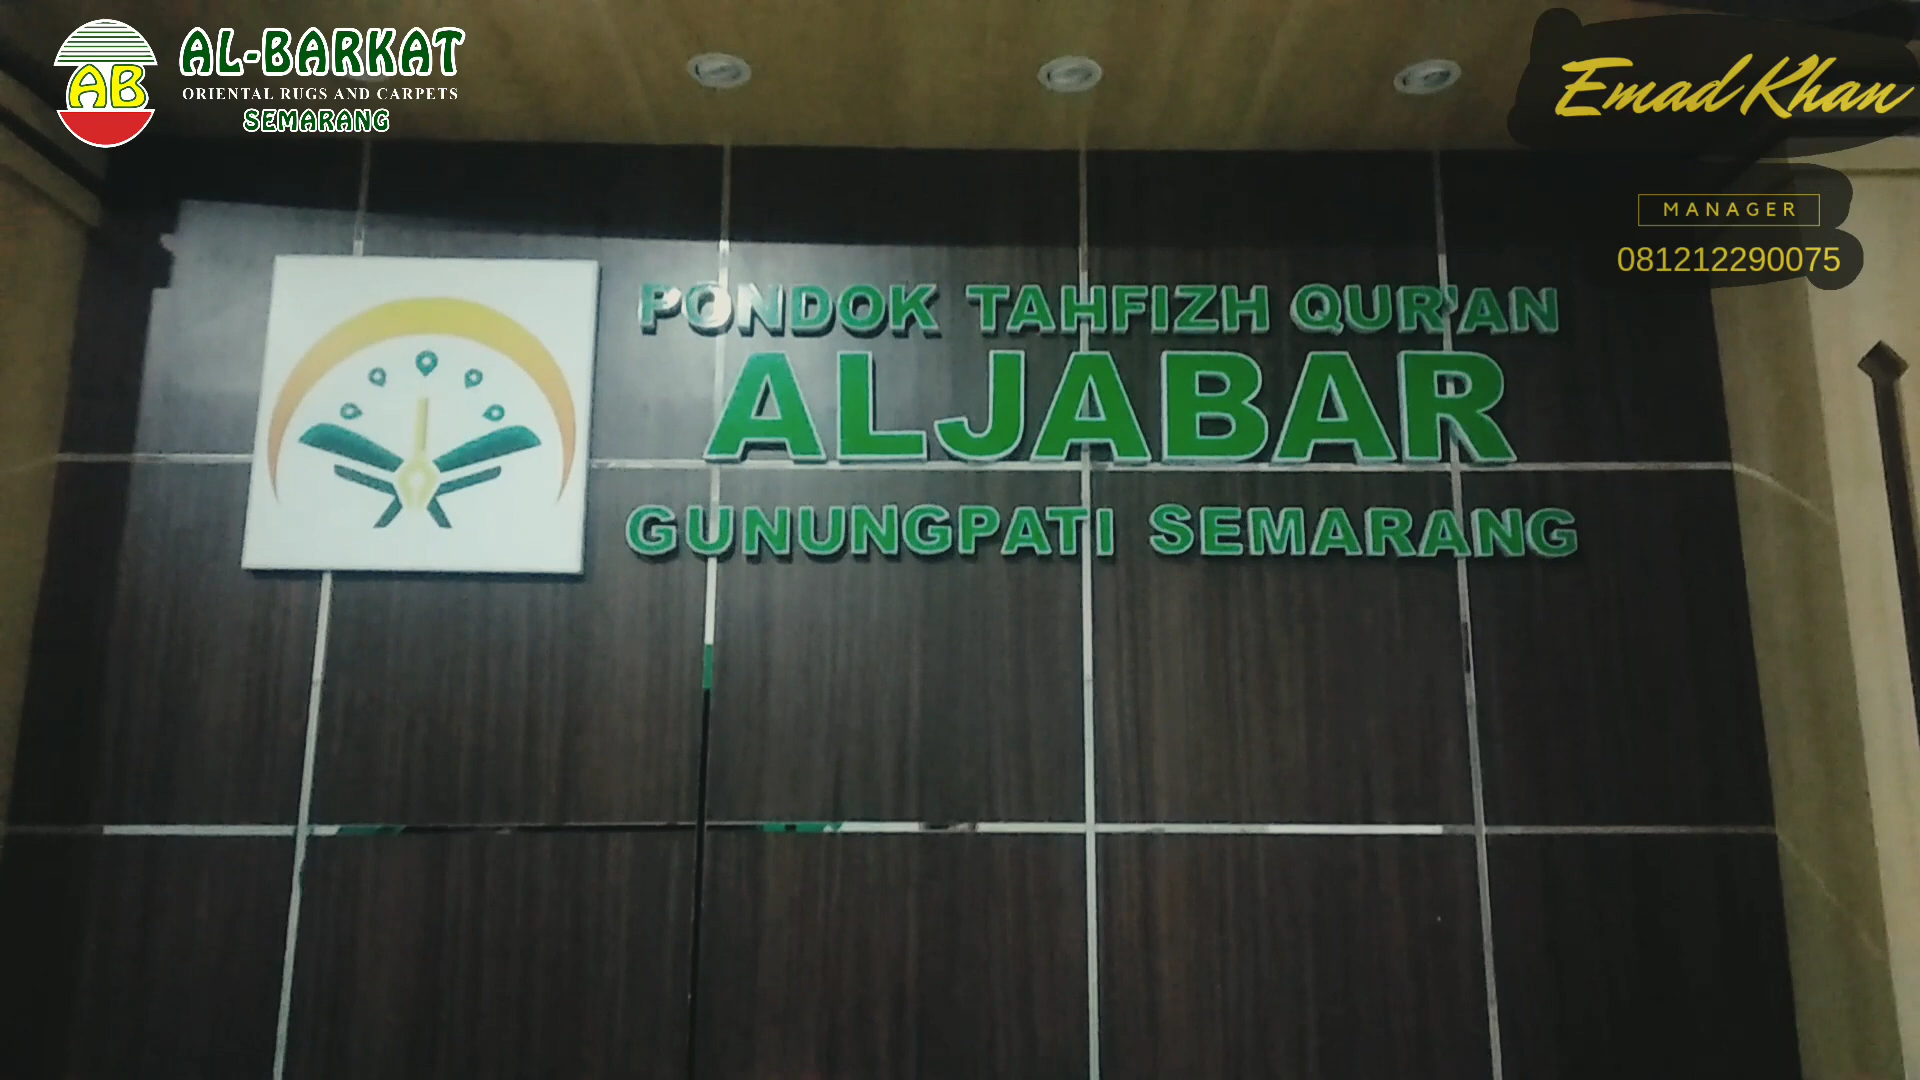 AB
AL-BARKAT
ORIENTAL RUGS AND CARPETS
SEMARANG
Emad Khan
MANAGER
081212290075
PONDOK TAHFIZH QUR'AN
ALJABAR
GUNUNGPATI SEMARANG